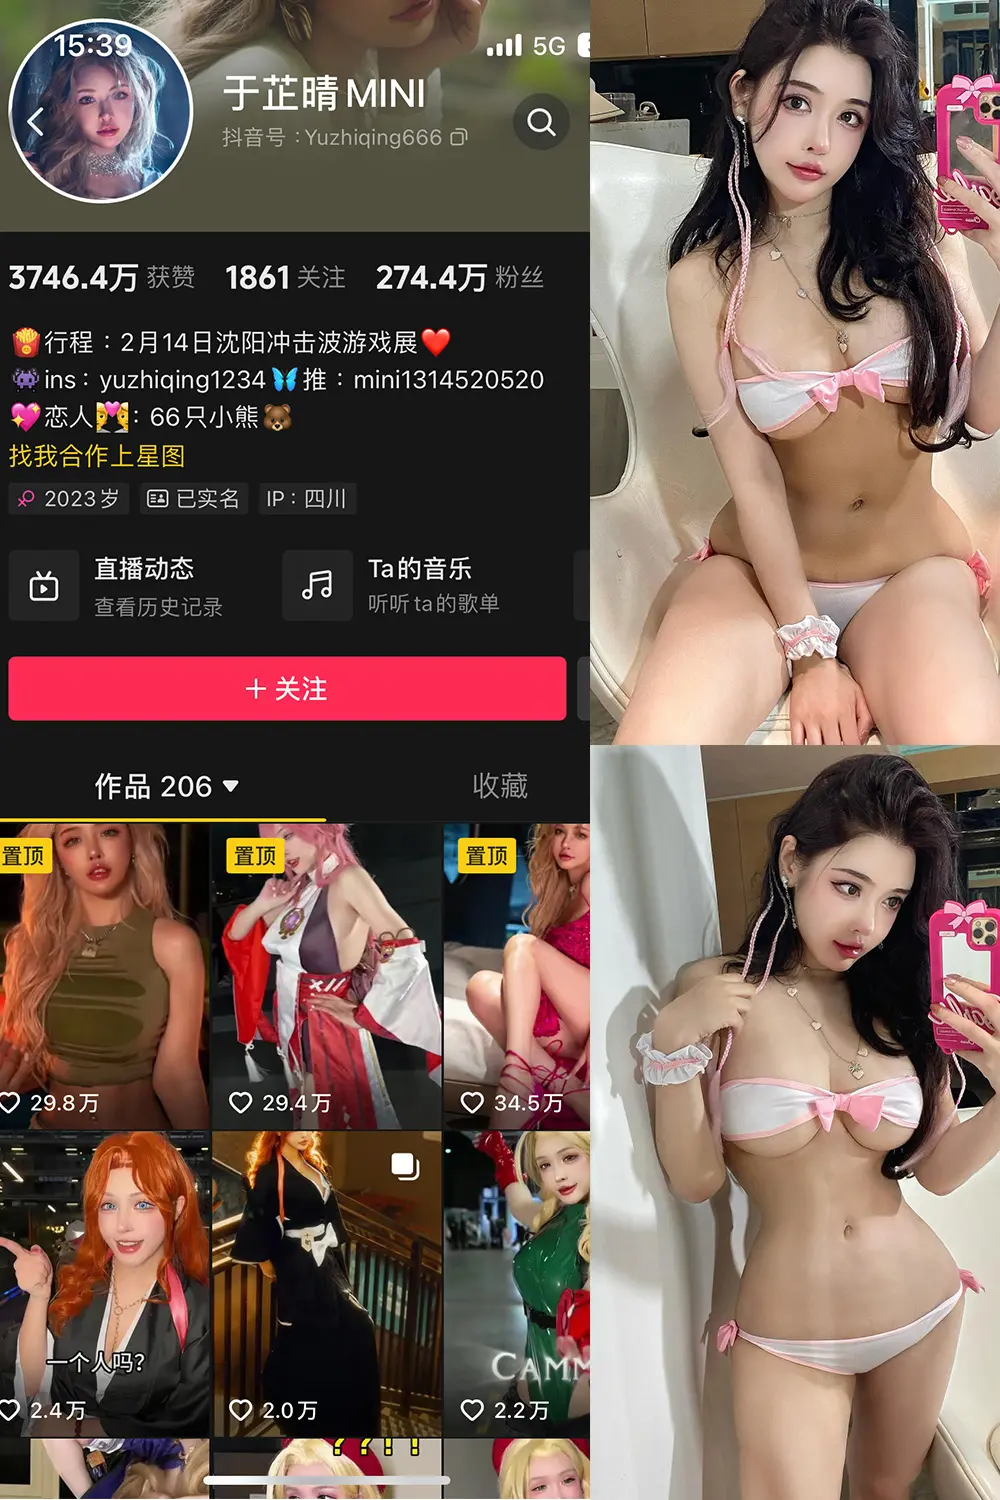 15:39
5G
于芷晴MINI
抖音号：Yuzhiqing666
3746.4万 获赞 1861 关注 274.4万 粉丝
🍟行程：2月14日沈阳冲击波游戏展❤️
👾ins：yuzhiqing1234🦋推：mini1314520520
💖恋人👩‍❤️‍👨：66只小熊🐻
找我合作上星图
2023岁 已实名 IP：四川
直播动态
查看历史记录
Ta的音乐
听听ta的歌单
+ 关注
作品 206 收藏
置顶 置顶 置顶
29.8万 29.4万 34.5万
一个人吗?
CAMM
2.4万 2.0万 2.2万
??!!